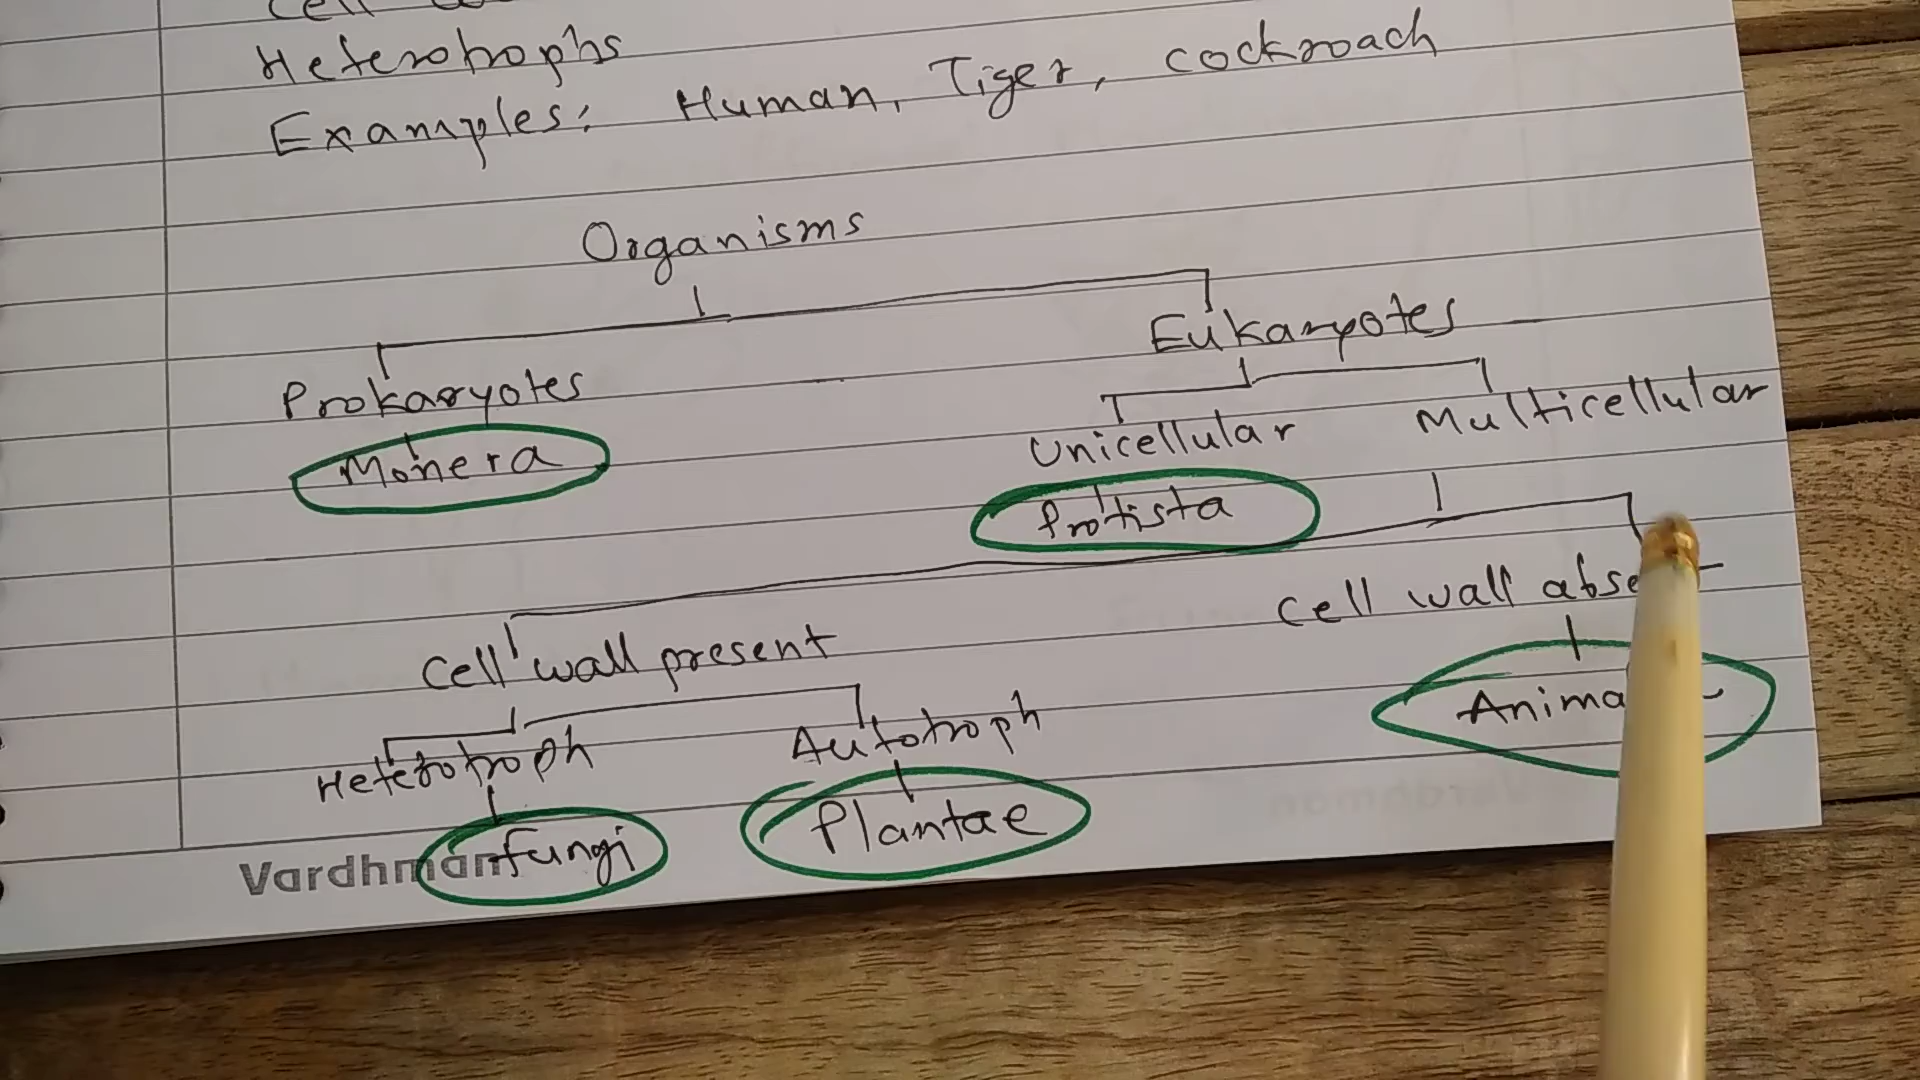 Cell
Heterotrophs
Examples: Human, Tiger, cockroach
Organisms
Prokaryotes Eukaryotes
Monera Unicellular Multicellular
Protista
Cell wall present Cell wall
Heterotroph Autotroph
Fungi Plantae
Vardhman